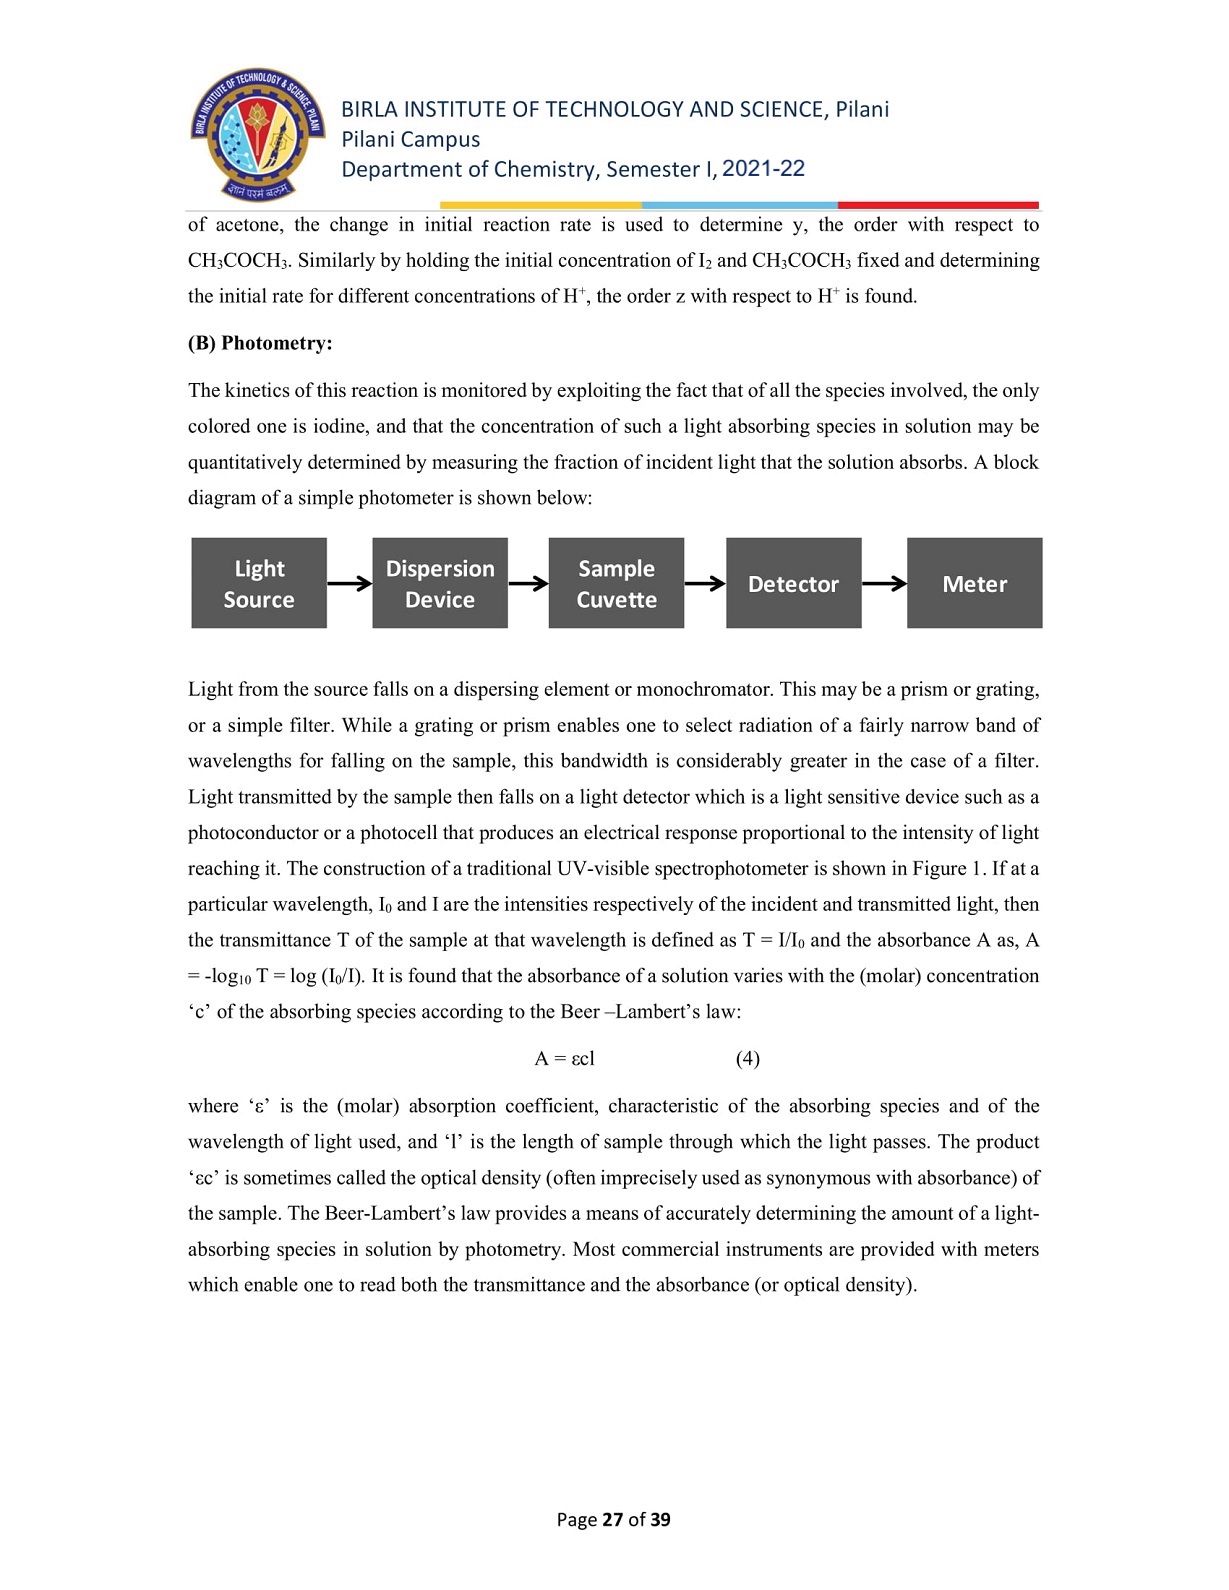 BIRLA INSTITUTE OF TECHNOLOGY & SCIENCE, PILANI
ज्ञानं परमं बलम्
BIRLA INSTITUTE OF TECHNOLOGY AND SCIENCE, Pilani
Pilani Campus
Department of Chemistry, Semester I, 2021-22
of acetone, the change in initial reaction rate is used to determine y, the order with respect to
CH₃COCH₃. Similarly by holding the initial concentration of I₂ and CH₃COCH₃ fixed and determining
the initial rate for different concentrations of H⁺, the order z with respect to H⁺ is found.
(B) Photometry:
The kinetics of this reaction is monitored by exploiting the fact that of all the species involved, the only
colored one is iodine, and that the concentration of such a light absorbing species in solution may be
quantitatively determined by measuring the fraction of incident light that the solution absorbs. A block
diagram of a simple photometer is shown below:
Light
Source
Dispersion
Device
Sample
Cuvette
Detector
Meter
Light from the source falls on a dispersing element or monochromator. This may be a prism or grating,
or a simple filter. While a grating or prism enables one to select radiation of a fairly narrow band of
wavelengths for falling on the sample, this bandwidth is considerably greater in the case of a filter.
Light transmitted by the sample then falls on a light detector which is a light sensitive device such as a
photoconductor or a photocell that produces an electrical response proportional to the intensity of light
reaching it. The construction of a traditional UV-visible spectrophotometer is shown in Figure 1. If at a
particular wavelength, I₀ and I are the intensities respectively of the incident and transmitted light, then
the transmittance T of the sample at that wavelength is defined as T = I/I₀ and the absorbance A as, A
= -log₁₀ T = log (I₀/I). It is found that the absorbance of a solution varies with the (molar) concentration
‘c’ of the absorbing species according to the Beer –Lambert’s law:
A = εcl (4)
where ‘ε’ is the (molar) absorption coefficient, characteristic of the absorbing species and of the
wavelength of light used, and ‘l’ is the length of sample through which the light passes. The product
‘εc’ is sometimes called the optical density (often imprecisely used as synonymous with absorbance) of
the sample. The Beer-Lambert’s law provides a means of accurately determining the amount of a light-
absorbing species in solution by photometry. Most commercial instruments are provided with meters
which enable one to read both the transmittance and the absorbance (or optical density).
Page 27 of 39